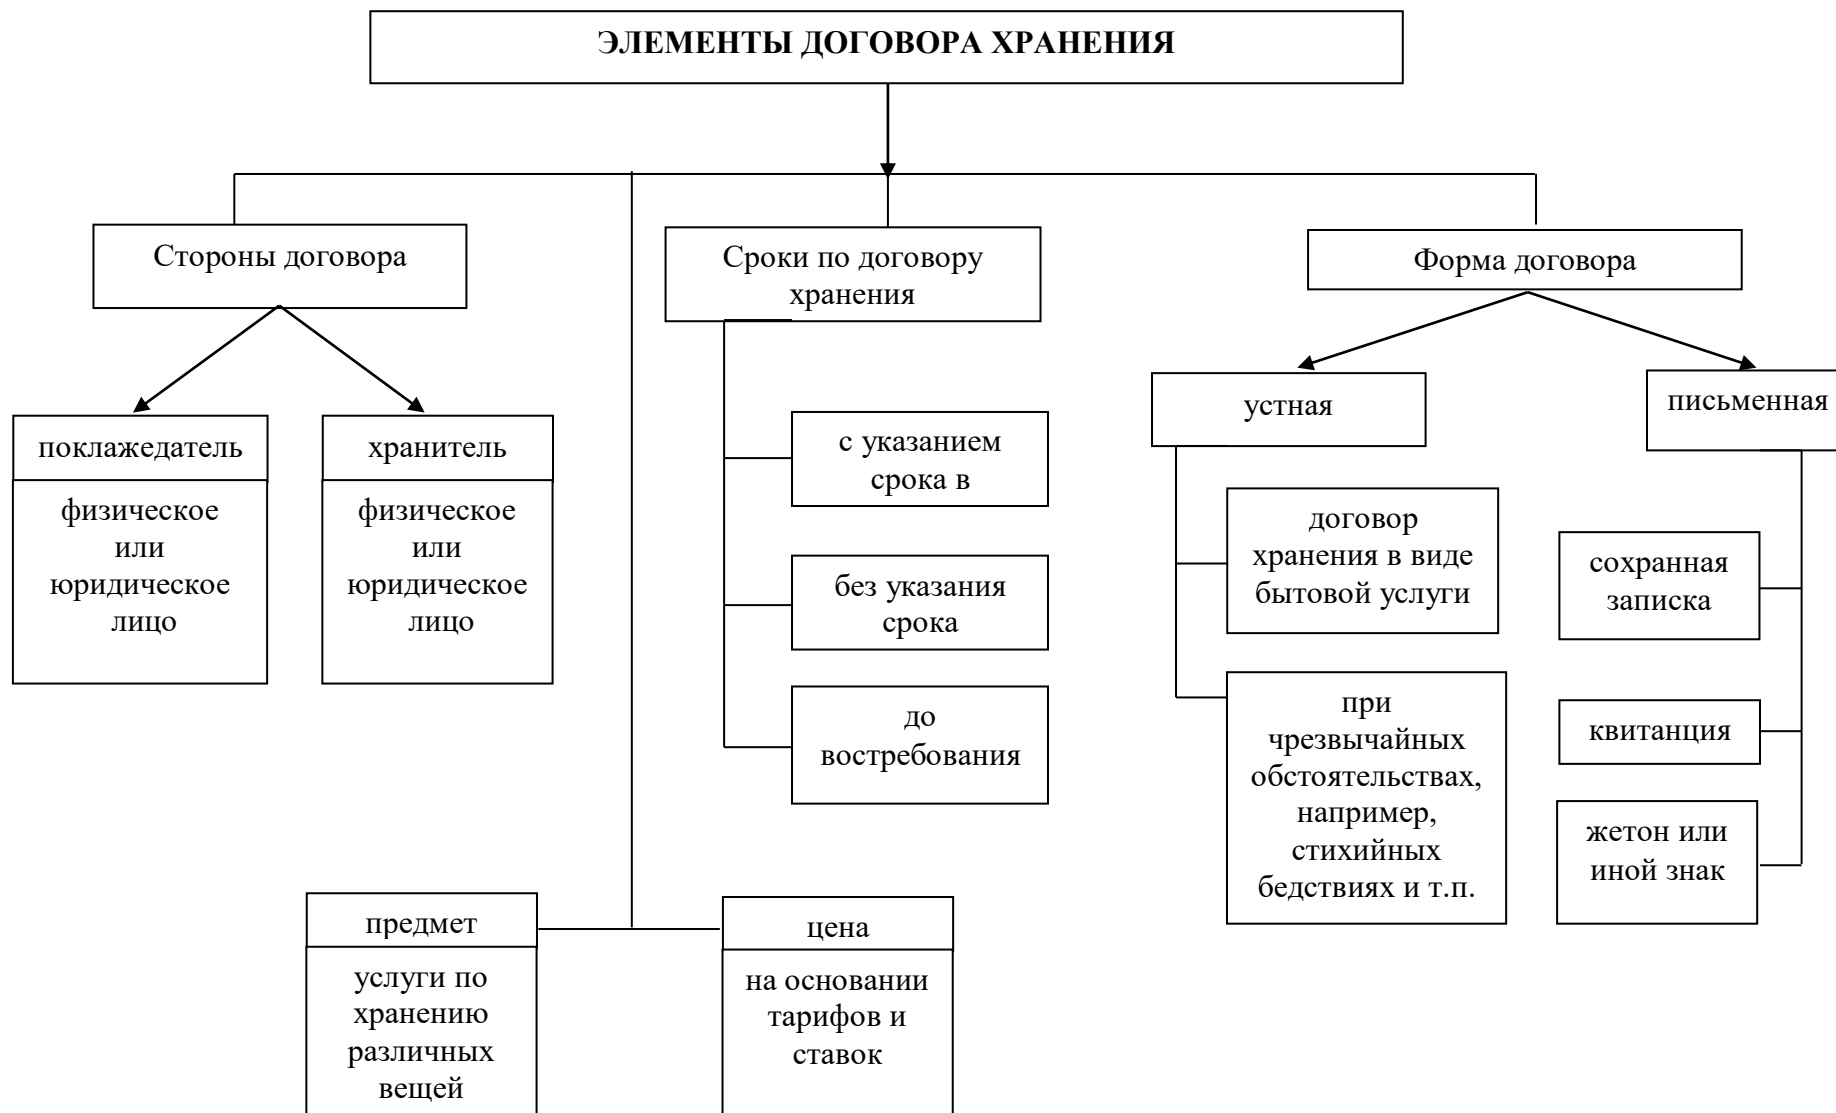 ЭЛЕМЕНТЫ ДОГОВОРА ХРАНЕНИЯ
Стороны договора
Сроки по договору
хранения
Форма договора
поклажедатель
физическое
или
юридическое
лицо
хранитель
физическое
или
юридическое
лицо
с указанием
срока в
без указания
срока
до
востребования
устная
договор
хранения в виде
бытовой услуги
при
чрезвычайных
обстоятельствах,
например,
стихийных
бедствиях и т.п.
письменная
сохранная
записка
квитанция
жетон или
иной знак
предмет
услуги по
хранению
различных
вещей
цена
на основании
тарифов и
ставок